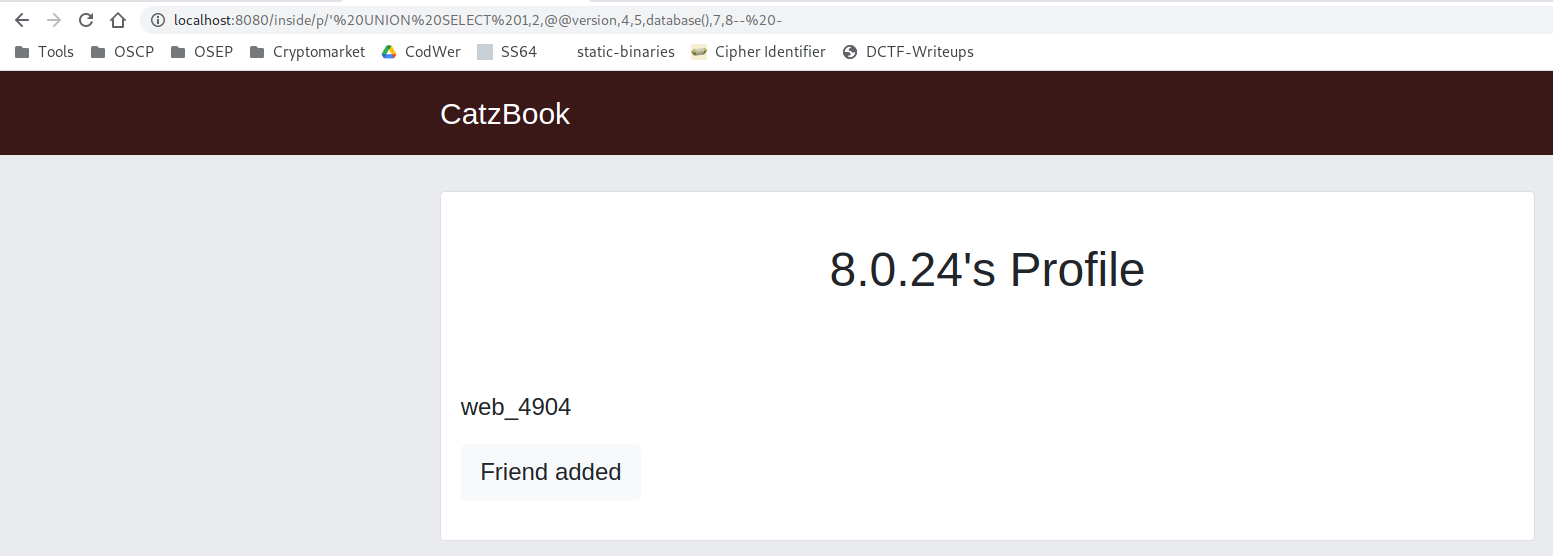 localhost:8080/inside/p/'%20UNION%20SELECT%201,2,@@version,4,5,database(),7,8--%20-
Tools OSCP OSEP Cryptomarket CodWer SS64 static-binaries Cipher Identifier DCTF-Writeups
CatzBook
8.0.24's Profile
web_4904
Friend added